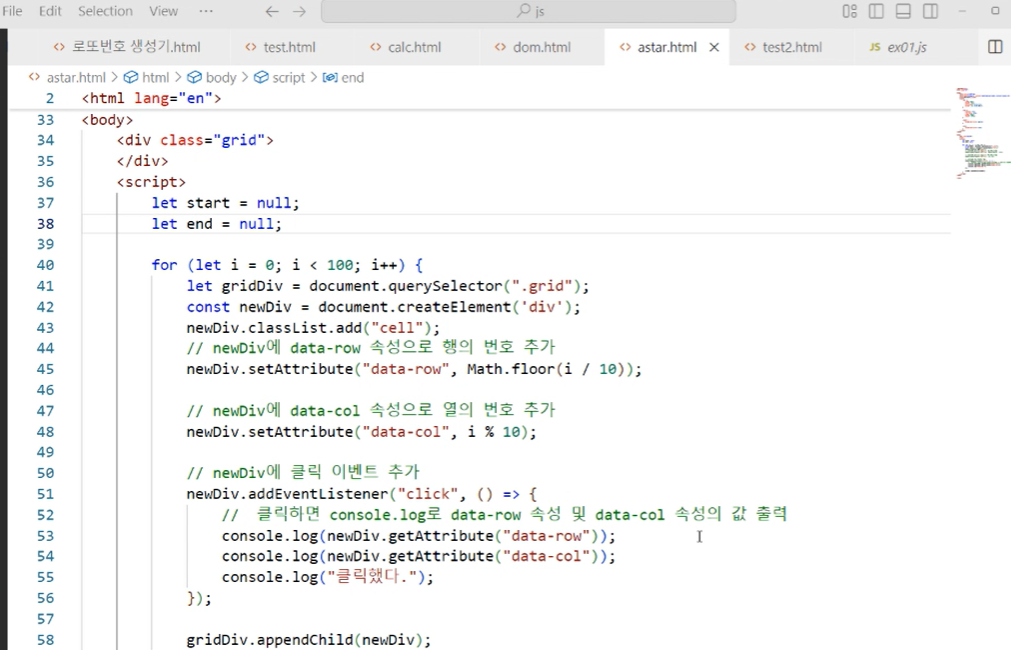 File Edit Selection View ···
js
로또번호 생성기.html test.html calc.html dom.html astar.html test2.html JS ex01.js
astar.html > html > body > script > end
2 <html lang="en">
33 <body>
34 <div class="grid">
35 </div>
36 <script>
37 let start = null;
38 let end = null;
39
40 for (let i = 0; i < 100; i++) {
41 let gridDiv = document.querySelector(".grid");
42 const newDiv = document.createElement('div');
43 newDiv.classList.add("cell");
44 // newDiv에 data-row 속성으로 행의 번호 추가
45 newDiv.setAttribute("data-row", Math.floor(i / 10));
46
47 // newDiv에 data-col 속성으로 열의 번호 추가
48 newDiv.setAttribute("data-col", i % 10);
49
50 // newDiv에 클릭 이벤트 추가
51 newDiv.addEventListener("click", () => {
52 // 클릭하면 console.log로 data-row 속성 및 data-col 속성의 값 출력
53 console.log(newDiv.getAttribute("data-row"));
54 console.log(newDiv.getAttribute("data-col"));
55 console.log("클릭했다.");
56 });
57
58 gridDiv.appendChild(newDiv);